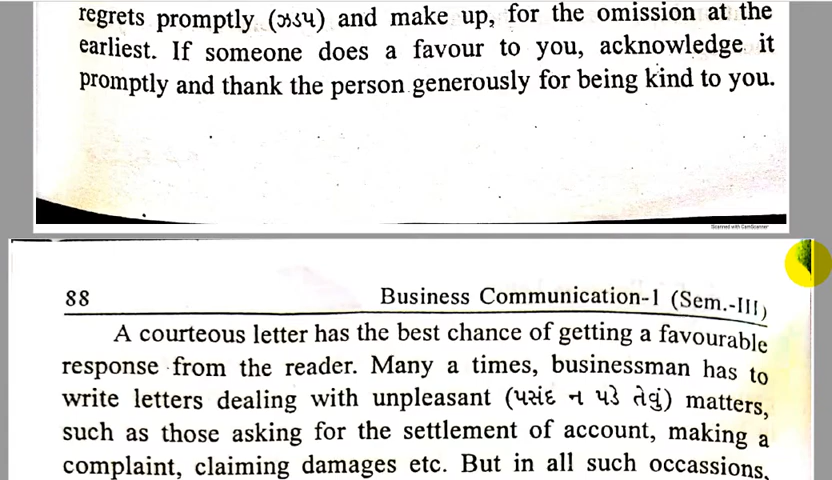 regrets promptly (ઝડપ) and make up, for the omission at the
earliest. If someone does a favour to you, acknowledge it
promptly and thank the person generously for being kind to you.
Scanned with CamScanner
88 Business Communication-1 (Sem.-III)
A courteous letter has the best chance of getting a favourable
response from the reader. Many a times, businessman has to
write letters dealing with unpleasant (પસંદ ન પડે તેવું) matters,
such as those asking for the settlement of account, making a
complaint, claiming damages etc. But in all such occassions,